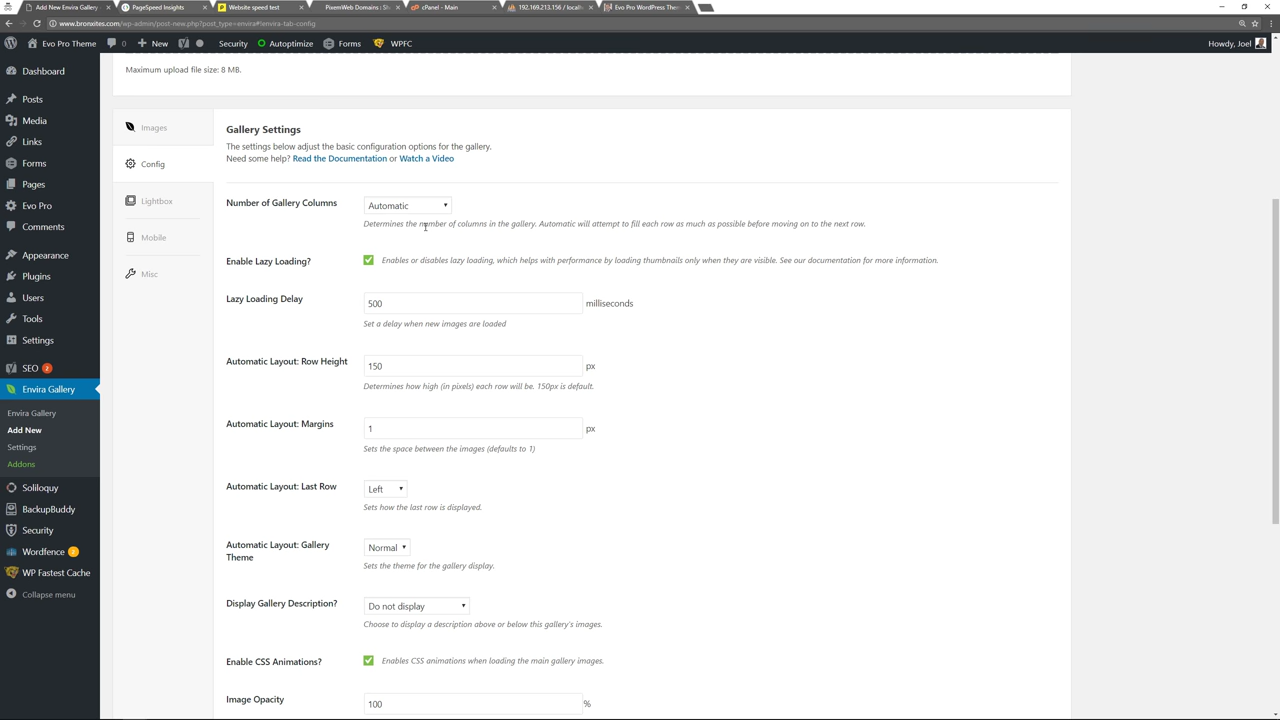 Add New Envira Gallery
PageSpeed Insights
Website speed test
PixemWeb Domains : Sh
cPanel - Main
192.169.213.156 / localh
Evo Pro WordPress Them
www.bronxites.com/wp-admin/post-new.php?post_type=envira#!envira-tab-config
Evo Pro Theme
0
New
Security
Autoptimize
Forms
WPFC
Howdy, Joel
Dashboard
Posts
Media
Links
Forms
Pages
Evo Pro
Comments
Appearance
Plugins
Users
Tools
Settings
SEO 2
Envira Gallery
Envira Gallery
Add New
Settings
Addons
Soliloquy
BackupBuddy
Security
Wordfence 2
WP Fastest Cache
Collapse menu
Maximum upload file size: 8 MB.
Images
Config
Lightbox
Mobile
Misc
Gallery Settings
The settings below adjust the basic configuration options for the gallery.
Need some help? Read the Documentation or Watch a Video
Number of Gallery Columns
Automatic
Determines the number of columns in the gallery. Automatic will attempt to fill each row as much as possible before moving on to the next row.
Enable Lazy Loading?
Enables or disables lazy loading, which helps with performance by loading thumbnails only when they are visible. See our documentation for more information.
Lazy Loading Delay
500 milliseconds
Set a delay when new images are loaded
Automatic Layout: Row Height
150 px
Determines how high (in pixels) each row will be. 150px is default.
Automatic Layout: Margins
1 px
Sets the space between the images (defaults to 1)
Automatic Layout: Last Row
Left
Sets how the last row is displayed.
Automatic Layout: Gallery
Theme
Normal
Sets the theme for the gallery display.
Display Gallery Description?
Do not display
Choose to display a description above or below this gallery's images.
Enable CSS Animations?
Enables CSS animations when loading the main gallery images.
Image Opacity
100 %